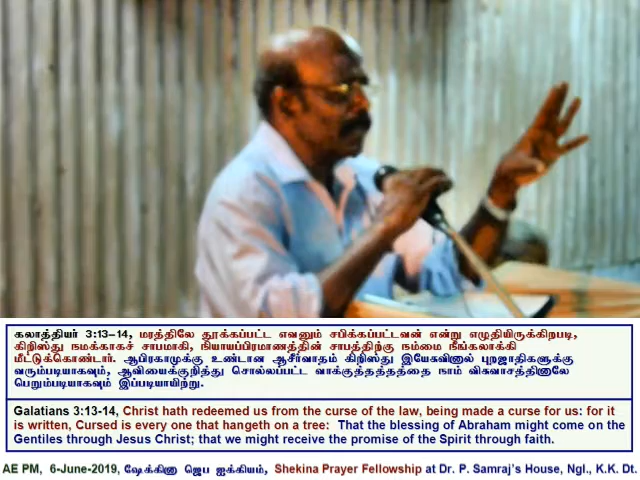 கலாத்தியர் 3:13–14, மரத்திலே தூக்கப்பட்ட எவனும் சபிக்கப்பட்டவன் என்று எழுதியிருக்கிறபடி,
கிறிஸ்து நமக்காகச் சாபமாகி, நியாயப்பிரமாணத்தின் சாபத்திற்கு நம்மை நீங்கலாக்கி
மீட்டுக்கொண்டார். ஆபிரகாமுக்கு உண்டான ஆசீர்வாதம் கிறிஸ்து இயேசுவினால் புறஜாதிகளுக்கு
வரும்படியாகவும், ஆவியைக்குறித்து சொல்லப்பட்ட வாக்குத்தத்தத்தை நாம் விசுவாசத்தினாலே
பெறும்படியாகவும் இப்படியாயிற்று.
Galatians 3:13-14, Christ hath redeemed us from the curse of the law, being made a curse for us: for it
is written, Cursed is every one that hangeth on a tree: That the blessing of Abraham might come on the
Gentiles through Jesus Christ; that we might receive the promise of the Spirit through faith.
AE PM, 6-June-2019, ஷேக்கினா ஜெப ஐக்கியம், Shekina Prayer Fellowship at Dr. P. Samraj's House, Ngl., K.K. Dt.